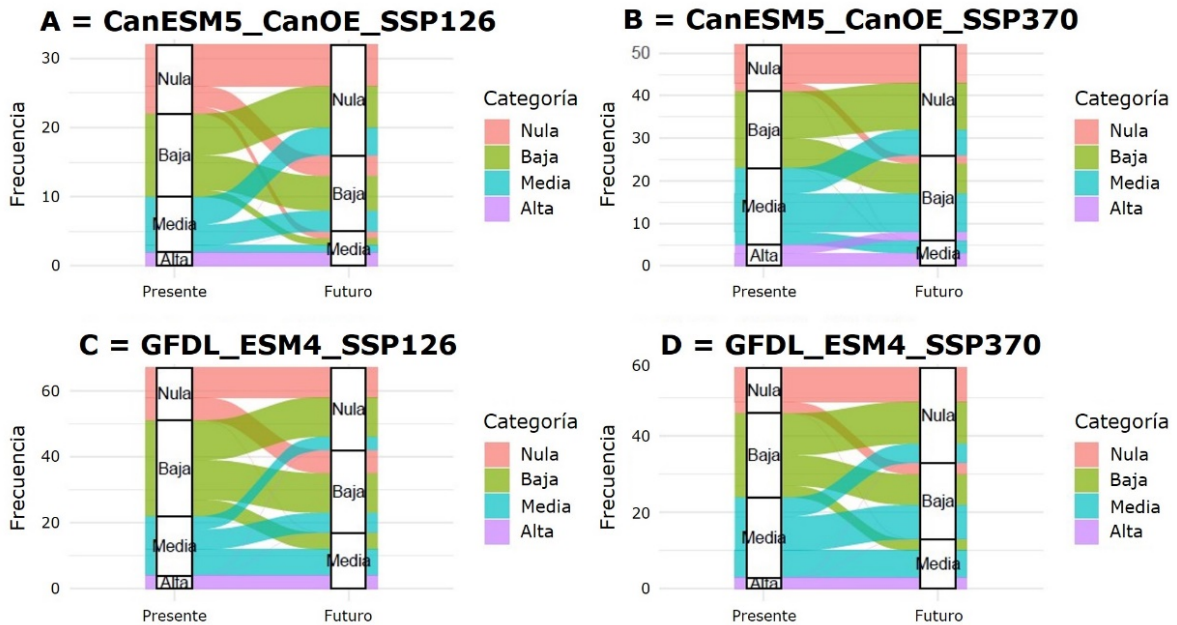 A = CanESM5_CanOE_SSP126
30
20
10
0
Frecuencia
Nula
Baja
Media
Alta
Nula
Baja
Media
Presente
Futuro
Categoría
Nula
Baja
Media
Alta
B = CanESM5_CanOE_SSP370
50
40
30
20
10
0
Frecuencia
Nula
Baja
Media
Alta
Nula
Baja
Media
Presente
Futuro
Categoría
Nula
Baja
Media
Alta
C = GFDL_ESM4_SSP126
60
40
20
0
Frecuencia
Nula
Baja
Media
Alta
Nula
Baja
Media
Presente
Futuro
Categoría
Nula
Baja
Media
Alta
D = GFDL_ESM4_SSP370
60
40
20
0
Frecuencia
Nula
Baja
Media
Alta
Nula
Baja
Media
Presente
Futuro
Categoría
Nula
Baja
Media
Alta